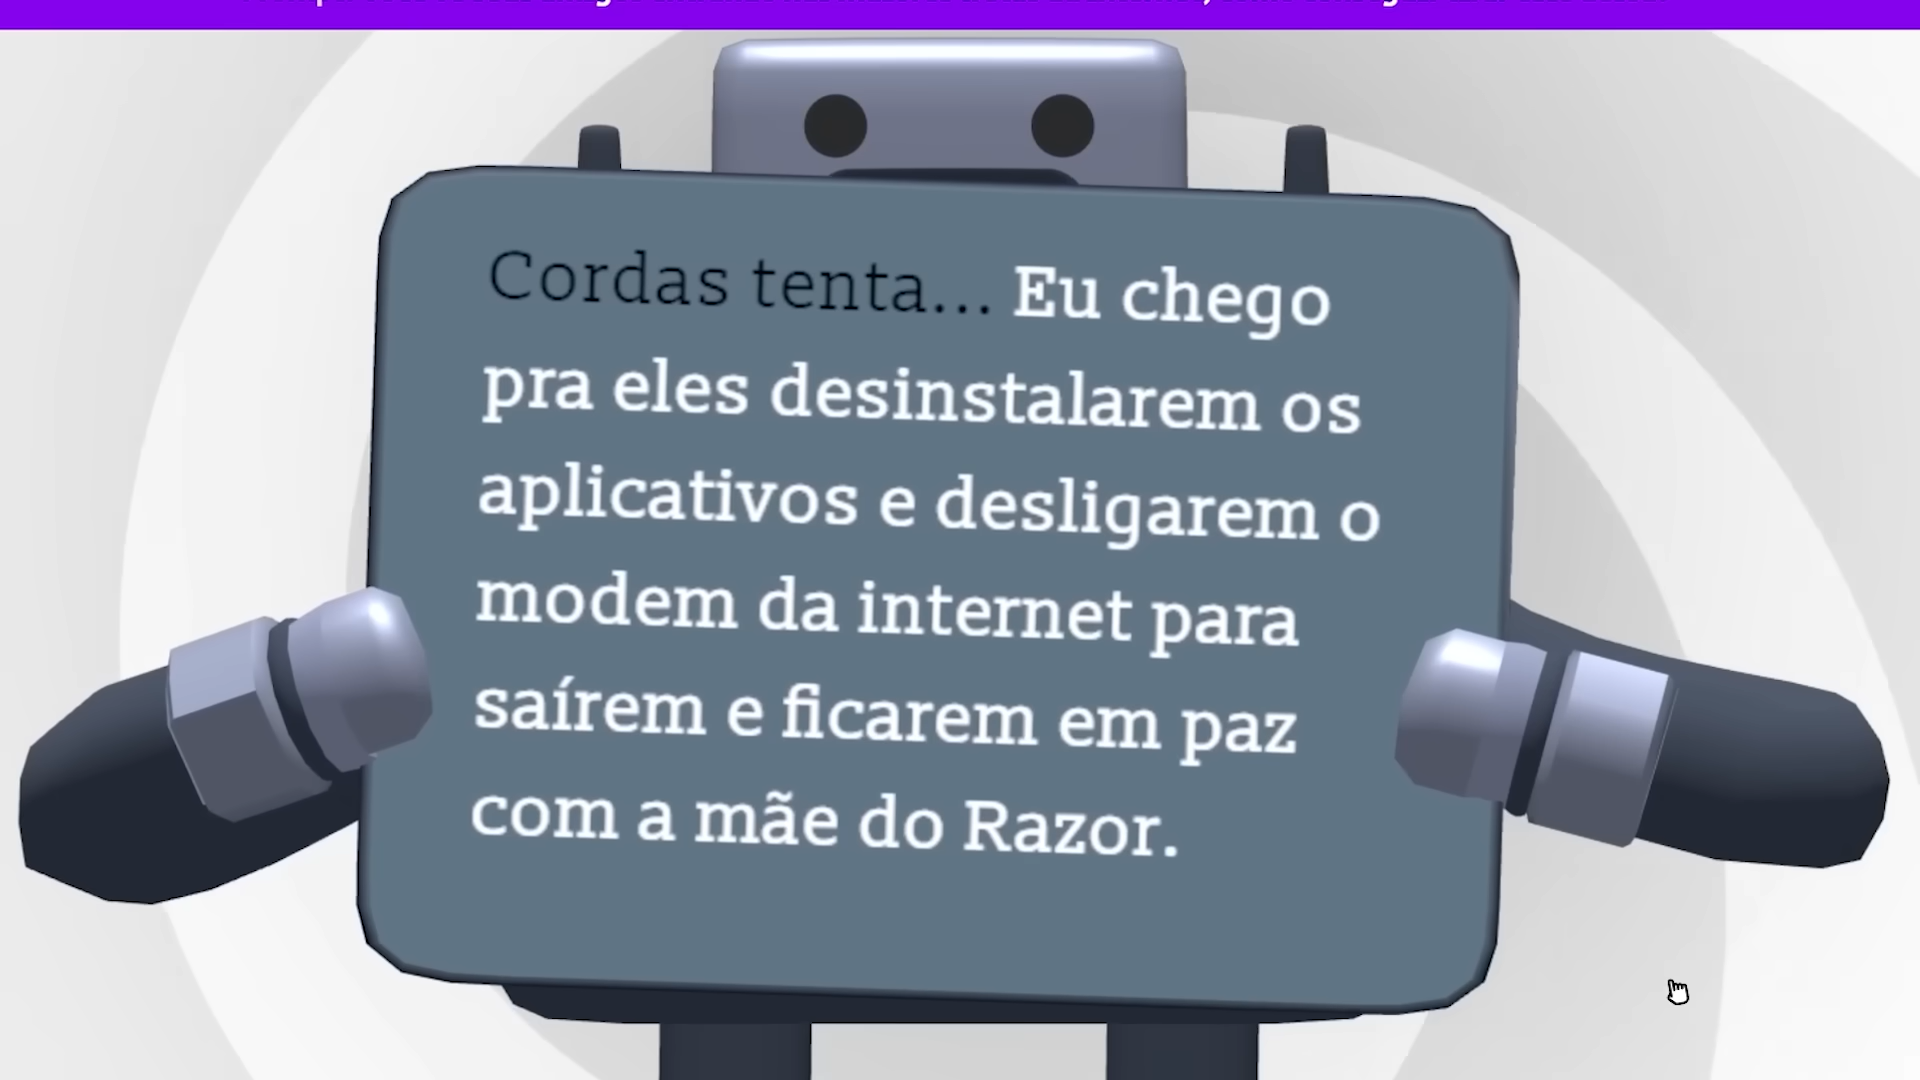 Cordas tenta... Eu chego
pra eles desinstalarem os
aplicativos e desligarem o
modem da internet para
saírem e ficarem em paz
com a mãe do Razor.